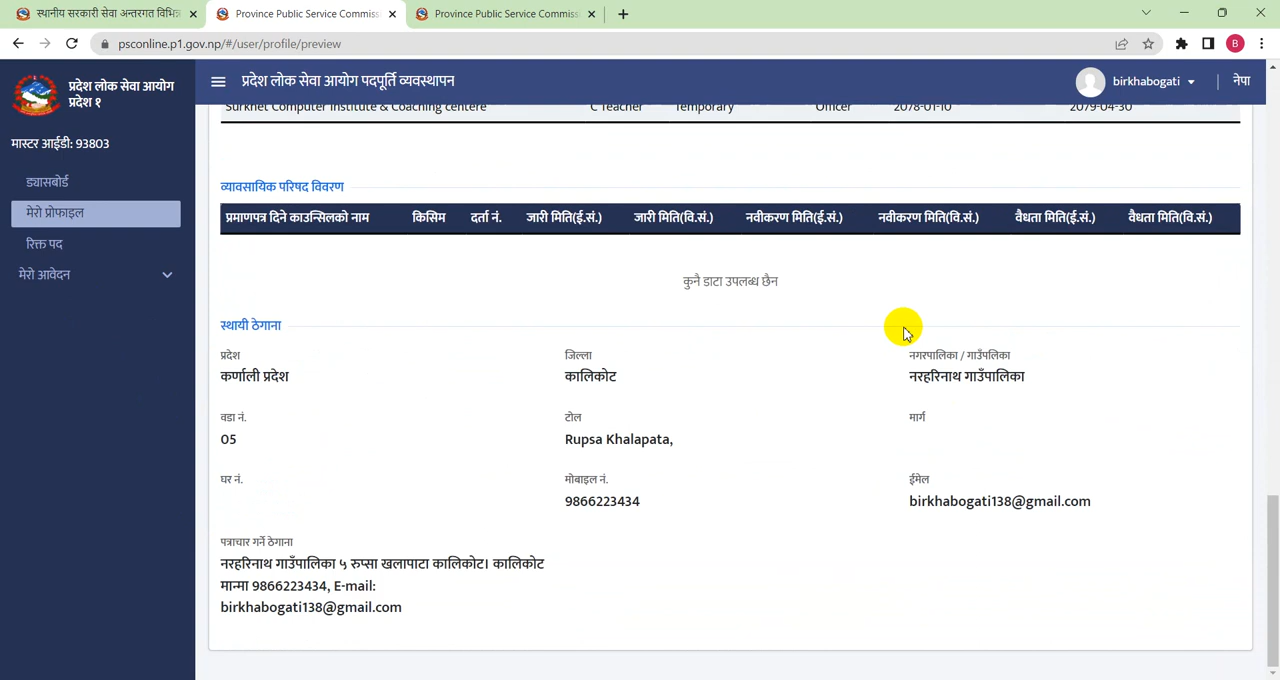 स्थानीय सरकारी सेवा अन्तरगत विभि
Province Public Service Commiss
Province Public Service Commiss
psconline.p1.gov.np/#/user/profile/preview
B
प्रदेश लोक सेवा आयोग
प्रदेश १
प्रदेश लोक सेवा आयोग पदपूर्ति व्यवस्थापन
birkhabogati
नेपा
मास्टर आईडी: 93803
ड्यासबोर्ड
मेरो प्रोफाइल
रिक्त पद
मेरो आवेदन
Surknet Computer Institute & Coaching centere C Teacher Temporary Officer 2078-01-10 2079-04-30
व्यावसायिक परिषद विवरण
प्रमाणपत्र दिने काउन्सिलको नाम किसिम दर्ता नं. जारी मिति(ई.सं.) जारी मिति(वि.सं.) नवीकरण मिति(ई.सं.) नवीकरण मिति(वि.सं.) वैधता मिति(ई.सं.) वैधता मिति(वि.सं.)
कुनै डाटा उपलब्ध छैन
स्थायी ठेगाना
प्रदेश जिल्ला नगरपालिका / गाउँपलिका
कर्णाली प्रदेश कालिकोट नरहरिनाथ गाउँपालिका
वडा नं. टोल मार्ग
05 Rupsa Khalapata,
घर नं. मोबाइल नं. ईमेल
9866223434 birkhabogati138@gmail.com
पत्राचार गर्ने ठेगाना
नरहरिनाथ गाउँपालिका ५ रुप्सा खलापाटा कालिकोट। कालिकोट
मान्मा 9866223434, E-mail:
birkhabogati138@gmail.com